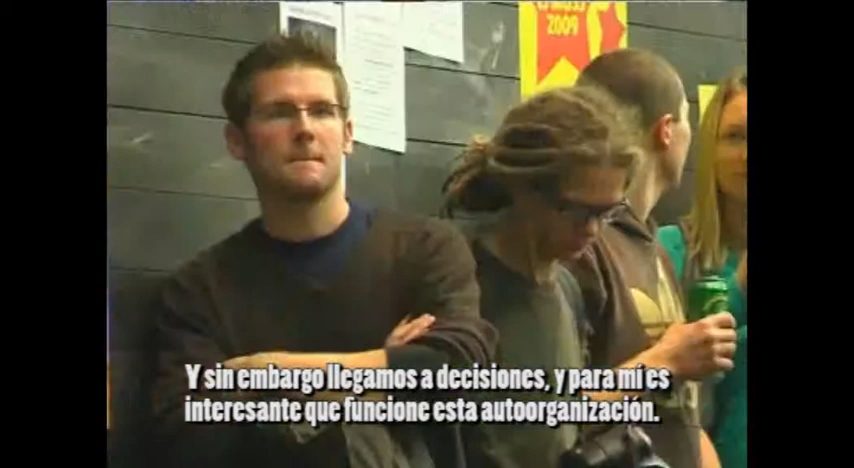 2009
Y sin embargo llegamos a decisiones, y para mí es
interesante que funcione esta autoorganización.